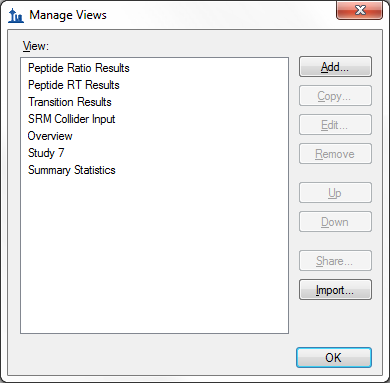 Manage Views
View:
Peptide Ratio Results
Peptide RT Results
Transition Results
SRM Collider Input
Overview
Study 7
Summary Statistics
Add...
Copy...
Edit...
Remove
Up
Down
Share...
Import...
OK